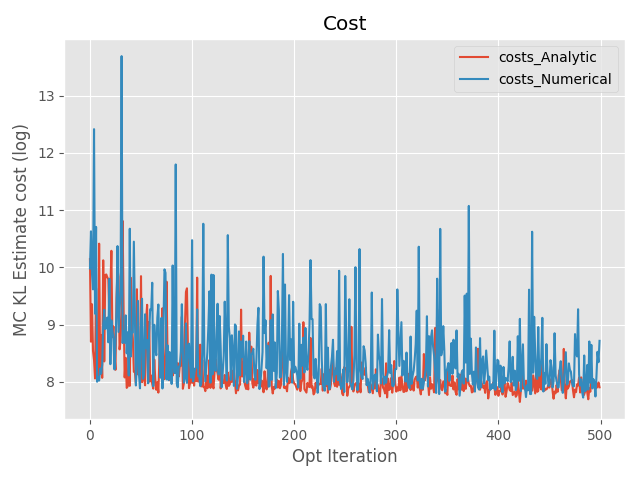 Cost
costs_Analytic
costs_Numerical
MC KL Estimate cost (log)
13
12
11
10
9
8
0
100
200
300
400
500
Opt Iteration